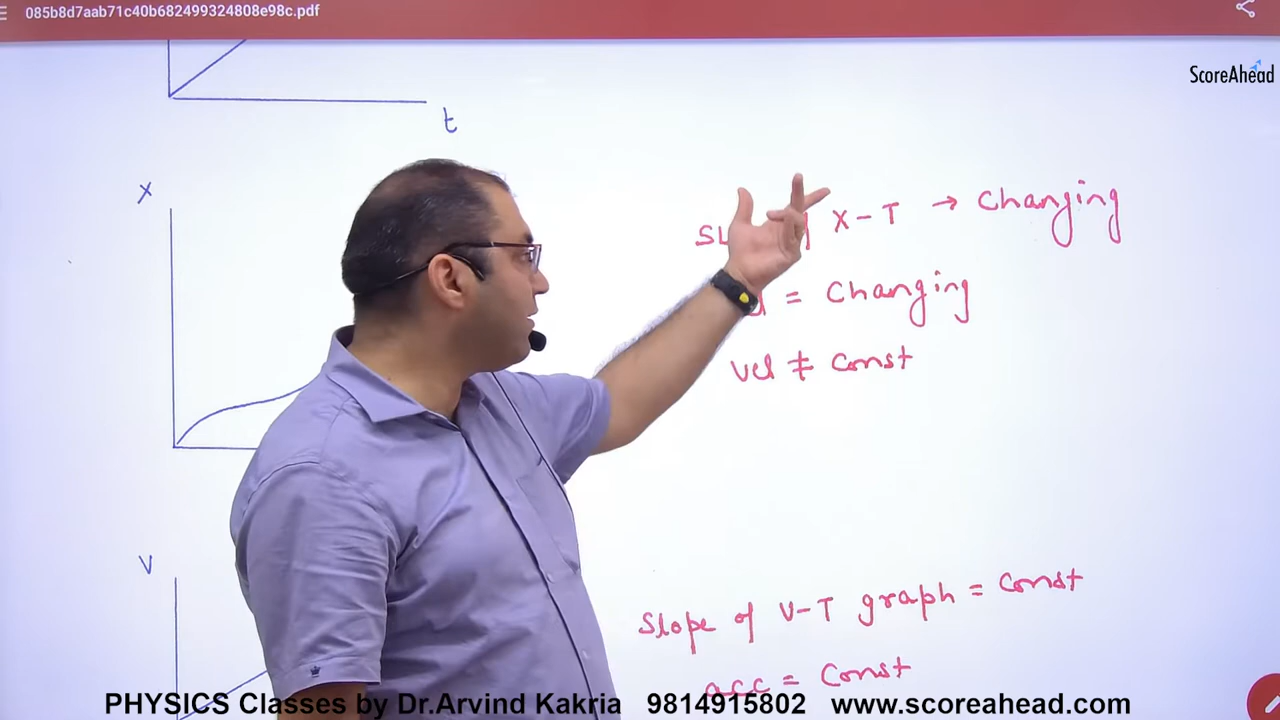 085b8d7aab71c40b682499324808e98c.pdf
ScoreAhead
t
X
X-T → Changing
= Changing
vel ≠ Const
V
Slope of V-T graph = Const
acc = Const
PHYSICS Classes by Dr.Arvind Kakria 9814915802 www.scoreahead.com